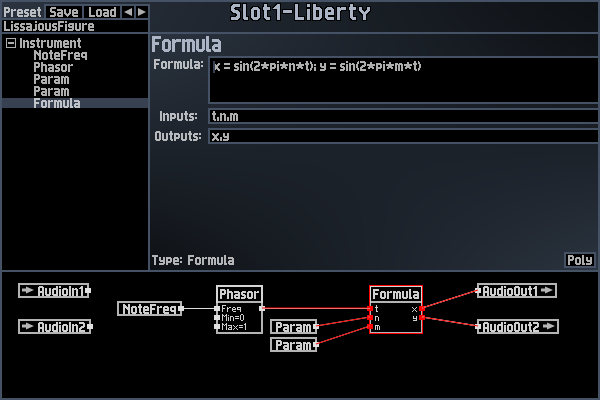 Preset Save Load
Slot1-Liberty
LissajousFigure
Instrument
NoteFreq
Phasor
Param
Param
Formula
Formula
Formula: x = sin(2*pi*n*t); y = sin(2*pi*m*t)
Inputs: t,n,m
Outputs: x,y
Type: Formula
Poly
AudioIn1
AudioIn2
NoteFreq
Phasor
Freq
Min=0
Max=1
Param
Param
Formula
t x
n y
m
AudioOut1
AudioOut2